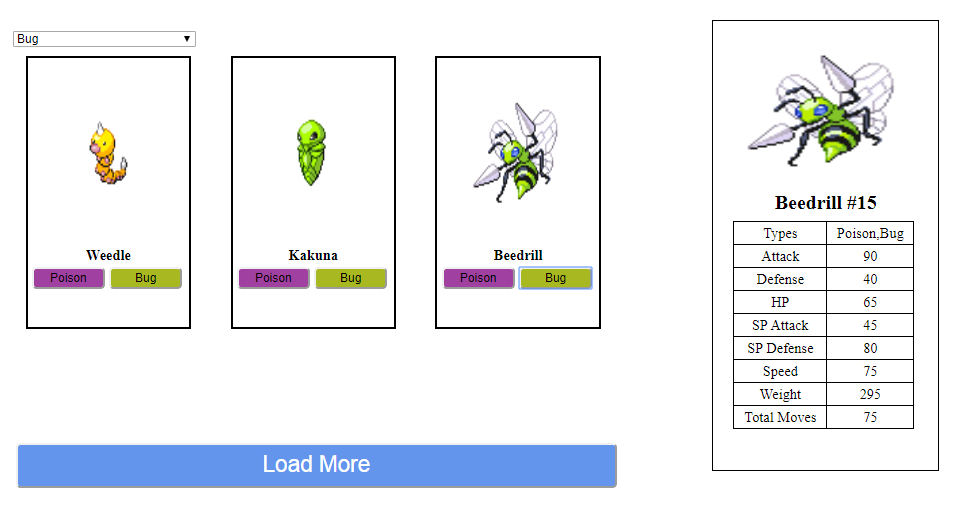 Bug
Weedle
Poison Bug
Kakuna
Poison Bug
Beedrill
Poison Bug
Load More
Beedrill #15
Types Poison,Bug
Attack 90
Defense 40
HP 65
SP Attack 45
SP Defense 80
Speed 75
Weight 295
Total Moves 75